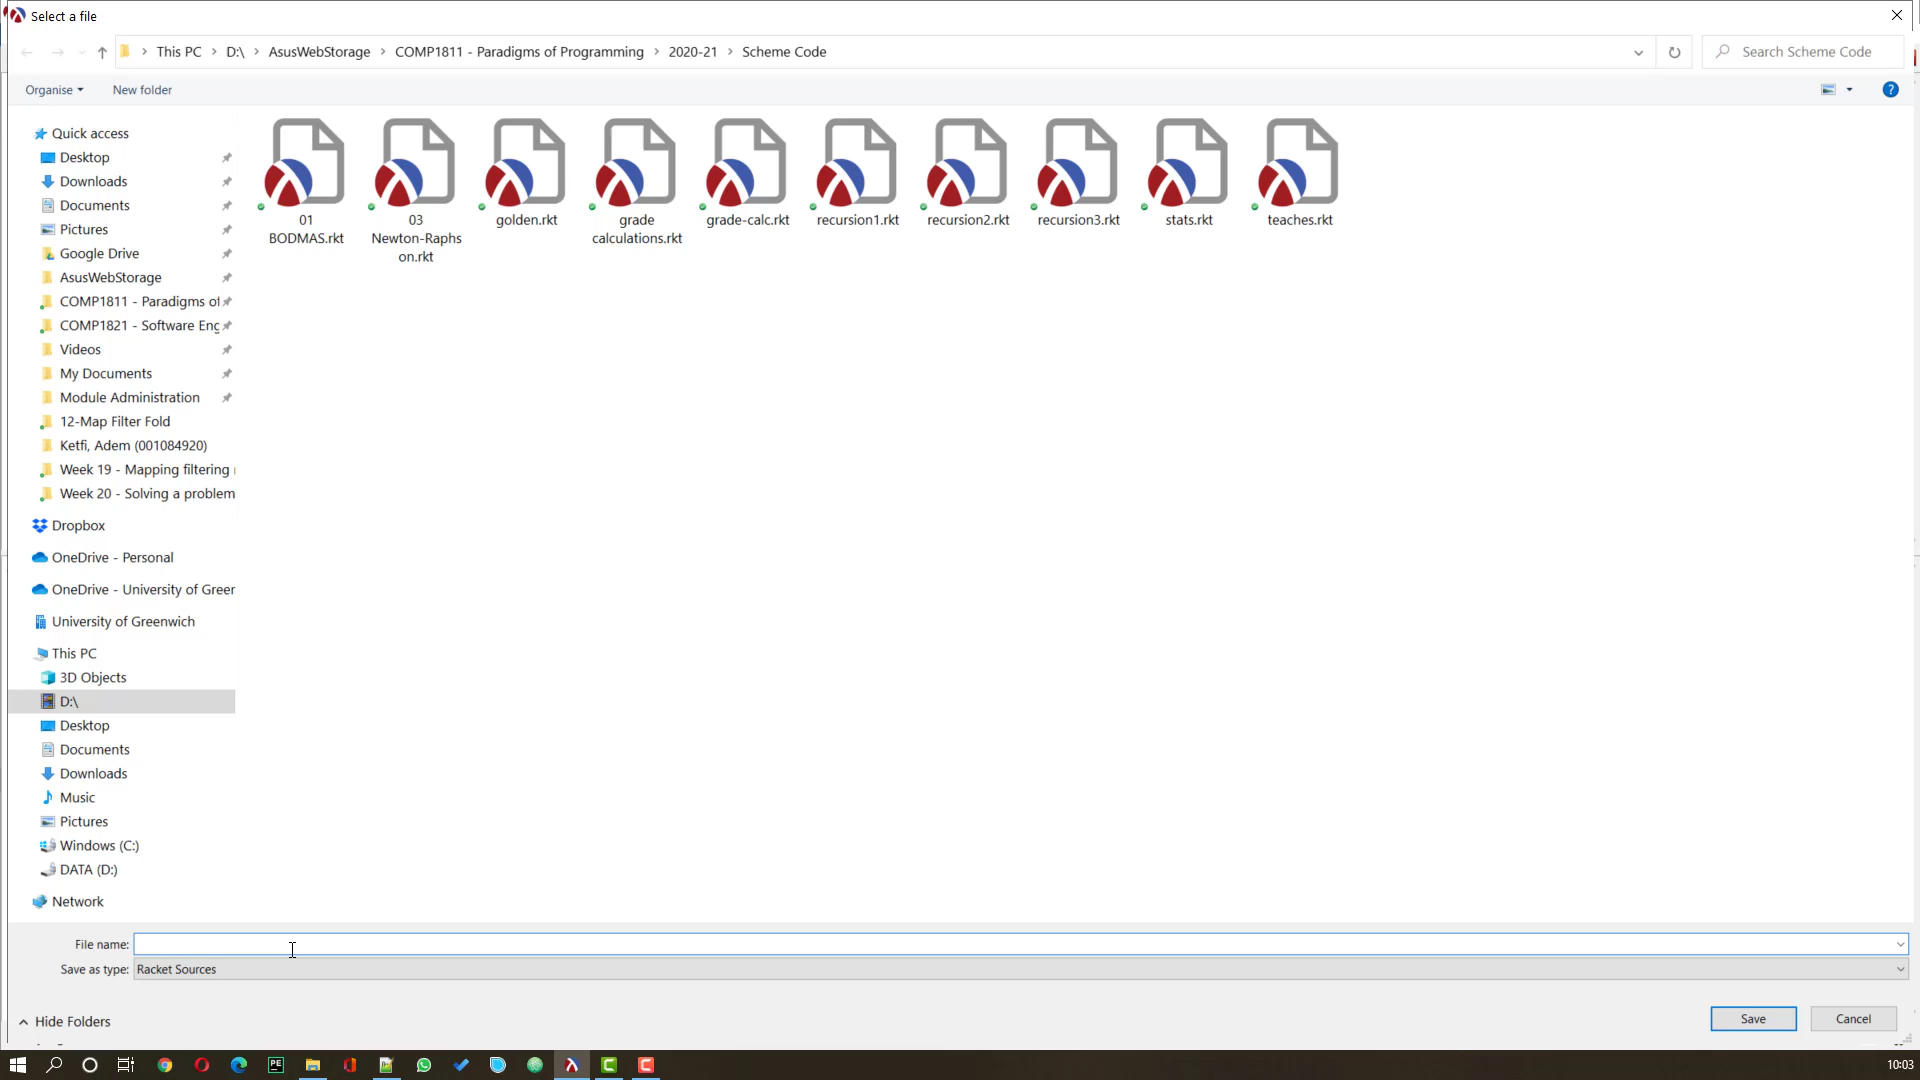 Select a file
This PC
D:\
AsusWebStorage
COMP1811 - Paradigms of Programming
2020-21
Scheme Code
Search Scheme Code
Organise
New folder
Quick access
Desktop
Downloads
Documents
Pictures
Google Drive
AsusWebStorage
COMP1811 - Paradigms of
COMP1821 - Software Eng
Videos
My Documents
Module Administration
12-Map Filter Fold
Ketfi, Adem (001084920)
Week 19 - Mapping filtering
Week 20 - Solving a problem
Dropbox
OneDrive - Personal
OneDrive - University of Green
University of Greenwich
This PC
3D Objects
D:\
Desktop
Documents
Downloads
Music
Pictures
Windows (C:)
DATA (D:)
Network
01
BODMAS.rkt
03
Newton-Raphs
on.rkt
golden.rkt
grade
calculations.rkt
grade-calc.rkt
recursion1.rkt
recursion2.rkt
recursion3.rkt
stats.rkt
teaches.rkt
File name:
Save as type:
Racket Sources
Hide Folders
Save
Cancel
PE
10:03